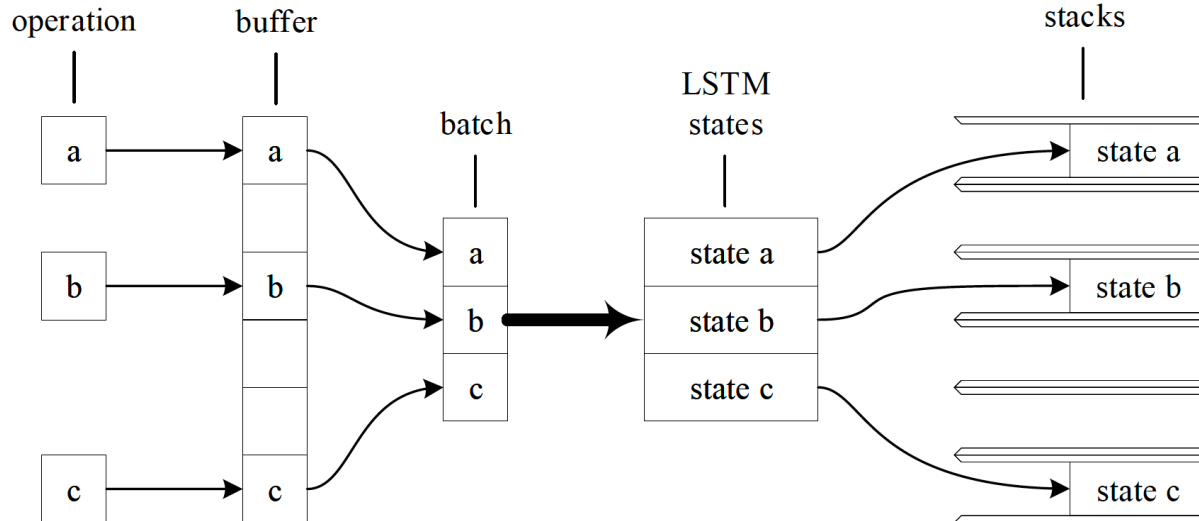 operation
buffer
batch
LSTM
states
stacks
a
b
c
a
b
c
a
b
c
state a
state b
state c
state a
state b
state c